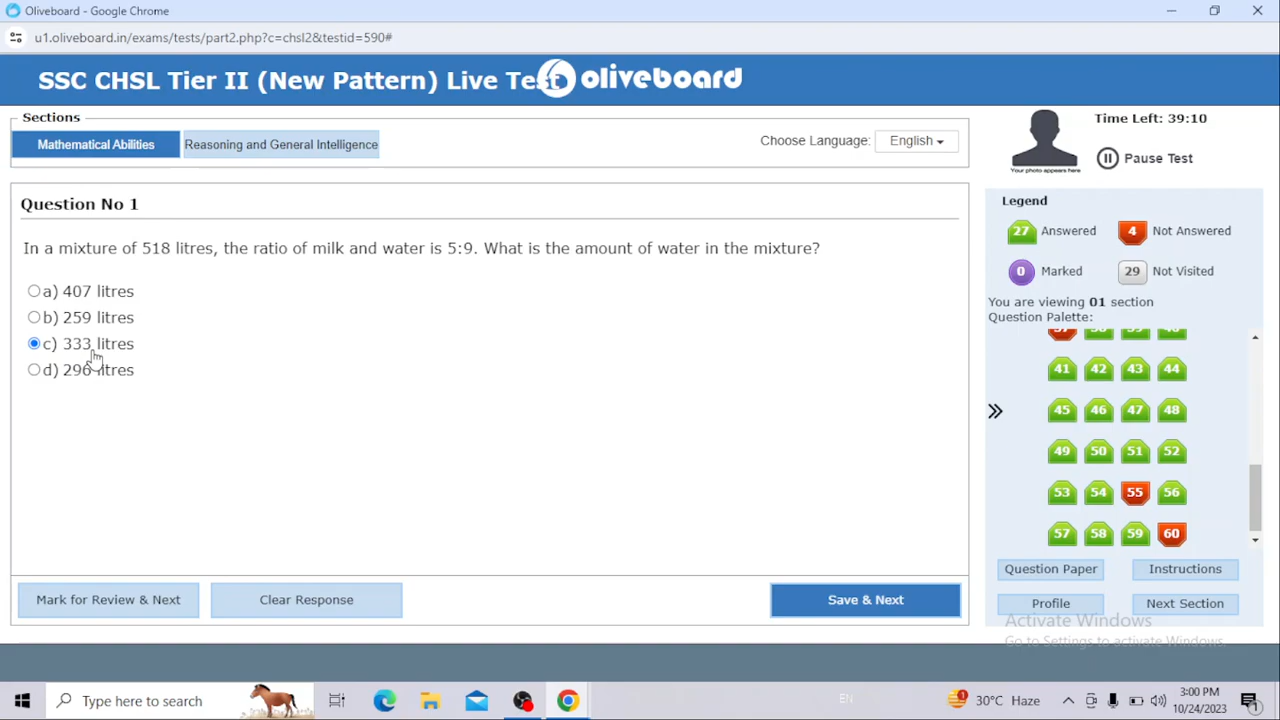 Oliveboard - Google Chrome
u1.oliveboard.in/exams/tests/part2.php?c=chsl2&testid=590#
SSC CHSL Tier II (New Pattern) Live Test
oliveboard
Sections
Mathematical Abilities
Reasoning and General Intelligence
Choose Language:
English
Your photo appears here
Time Left: 39:10
Pause Test
Question No 1
In a mixture of 518 litres, the ratio of milk and water is 5:9. What is the amount of water in the mixture?
a) 407 litres
b) 259 litres
c) 333 litres
d) 296 litres
Legend
27 Answered
4 Not Answered
0 Marked
29 Not Visited
You are viewing 01 section
Question Palette:
37 38 39 40
41 42 43 44
45 46 47 48
49 50 51 52
53 54 55 56
57 58 59 60
Mark for Review & Next
Clear Response
Save & Next
Question Paper
Instructions
Profile
Next Section
Activate Windows
Go to Settings to activate Windows.
Type here to search
EN
1
30°C Haze
3:00 PM
10/24/2023
1